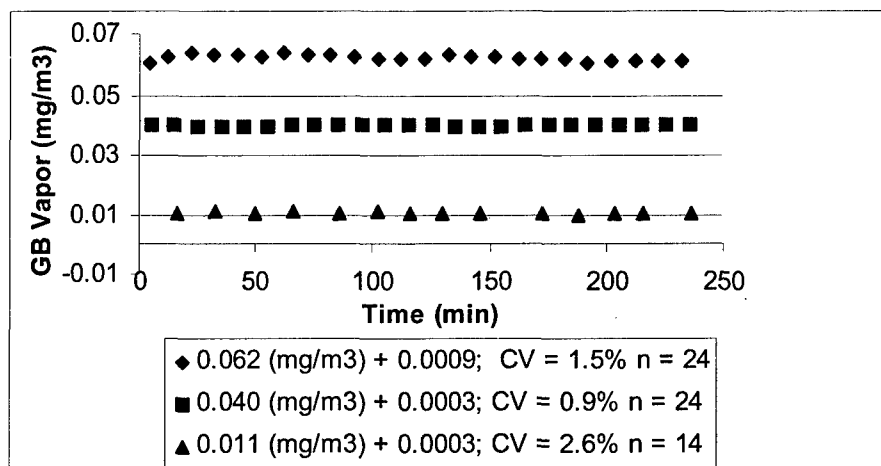 0.07
0.05
0.03
0.01
-0.01
GB Vapor (mg/m3)
0 50 100 150 200 250
Time (min)
0.062 (mg/m3) + 0.0009; CV = 1.5% n = 24
0.040 (mg/m3) + 0.0003; CV = 0.9% n = 24
0.011 (mg/m3) + 0.0003; CV = 2.6% n = 14